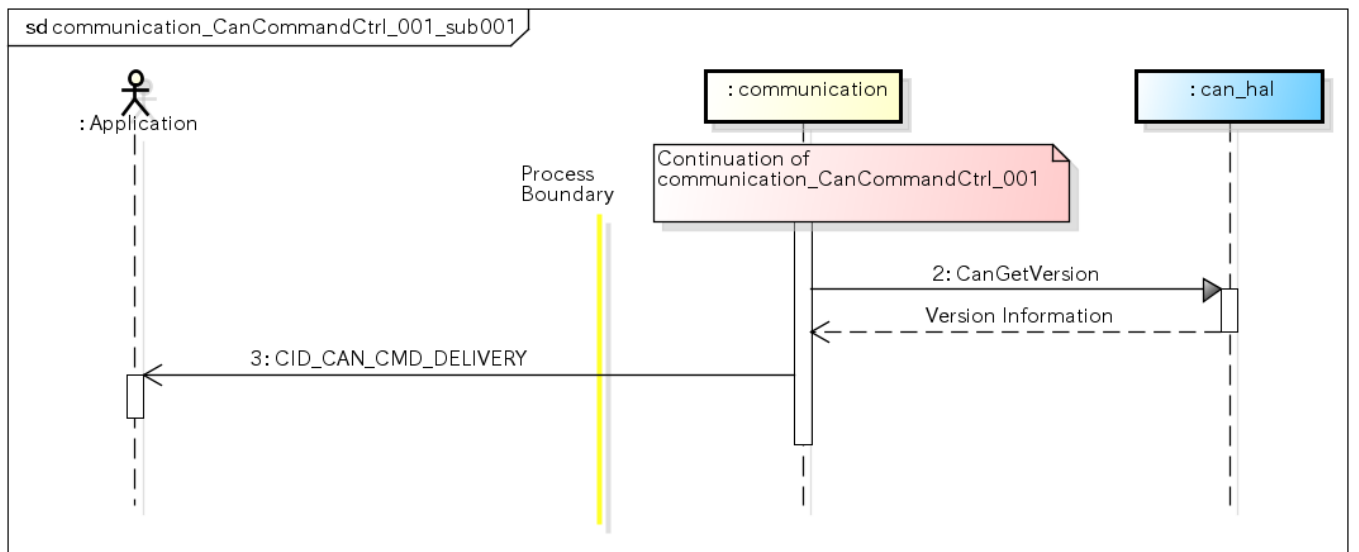 sd communication_CanCommandCtrl_001_sub001
: Application
: communication
: can_hal
Process
Boundary
Continuation of
communication_CanCommandCtrl_001
2: CanGetVersion
Version Information
3: CID_CAN_CMD_DELIVERY